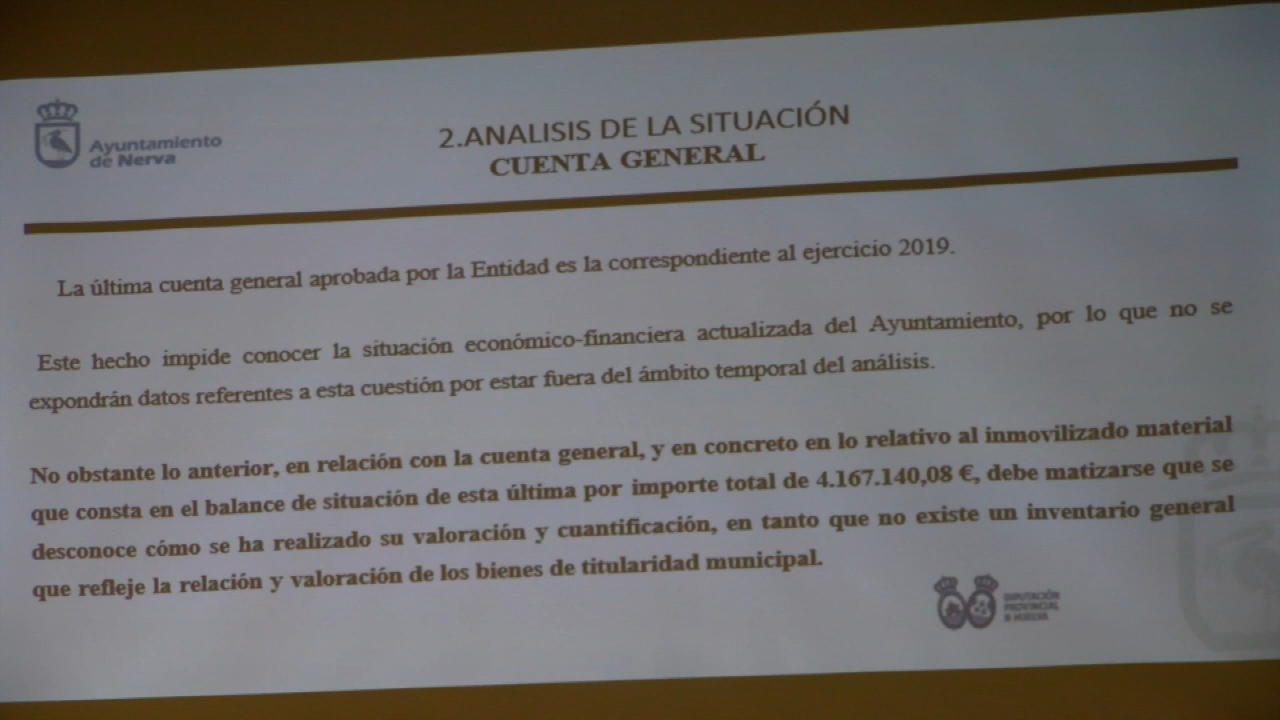 Ayuntamiento
de Nerva
2.ANALISIS DE LA SITUACIÓN
CUENTA GENERAL
La última cuenta general aprobada por la Entidad es la correspondiente al ejercicio 2019.
Este hecho impide conocer la situación económico-financiera actualizada del Ayuntamiento, por lo que no se
expondrán datos referentes a esta cuestión por estar fuera del ámbito temporal del análisis.
No obstante lo anterior, en relación con la cuenta general, y en concreto en lo relativo al inmovilizado material
que consta en el balance de situación de esta última por importe total de 4.167.140,08 €, debe matizarse que se
desconoce cómo se ha realizado su valoración y cuantificación, en tanto que no existe un inventario general
que refleje la relación y valoración de los bienes de titularidad municipal.
DIPUTACIÓN
PROVINCIAL
D HUELVA